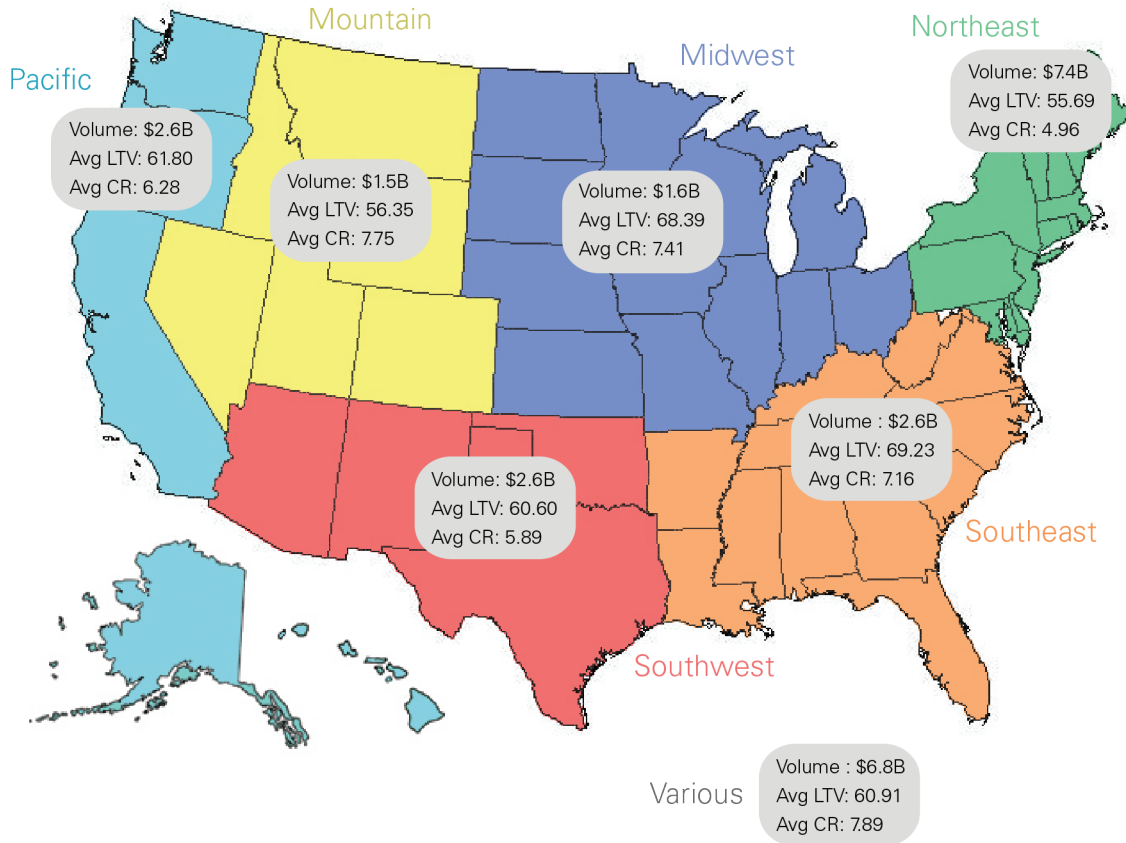 Mountain
Northeast
Midwest
Pacific
Volume: $7.4B
Avg LTV: 55.69
Avg CR: 4.96
Volume: $2.6B
Avg LTV: 61.80
Avg CR: 6.28
Volume: $1.5B
Avg LTV: 56.35
Avg CR: 7.75
Volume: $1.6B
Avg LTV: 68.39
Avg CR: 7.41
Volume : $2.6B
Avg LTV: 69.23
Avg CR: 7.16
Volume: $2.6B
Avg LTV: 60.60
Avg CR: 5.89
Southeast
Southwest
Various
Volume : $6.8B
Avg LTV: 60.91
Avg CR: 7.89